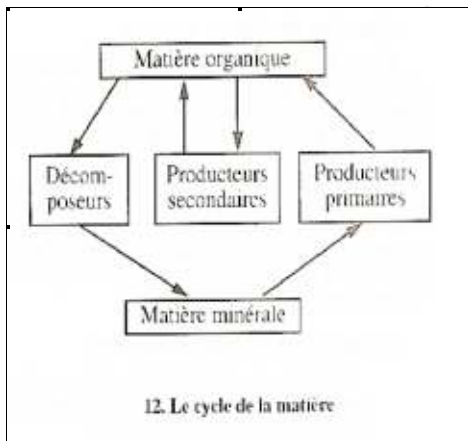 Matière organique
Décom-
poseurs
Producteurs
secondaires
Producteurs
primaires
Matière minérale
12. Le cycle de la matière